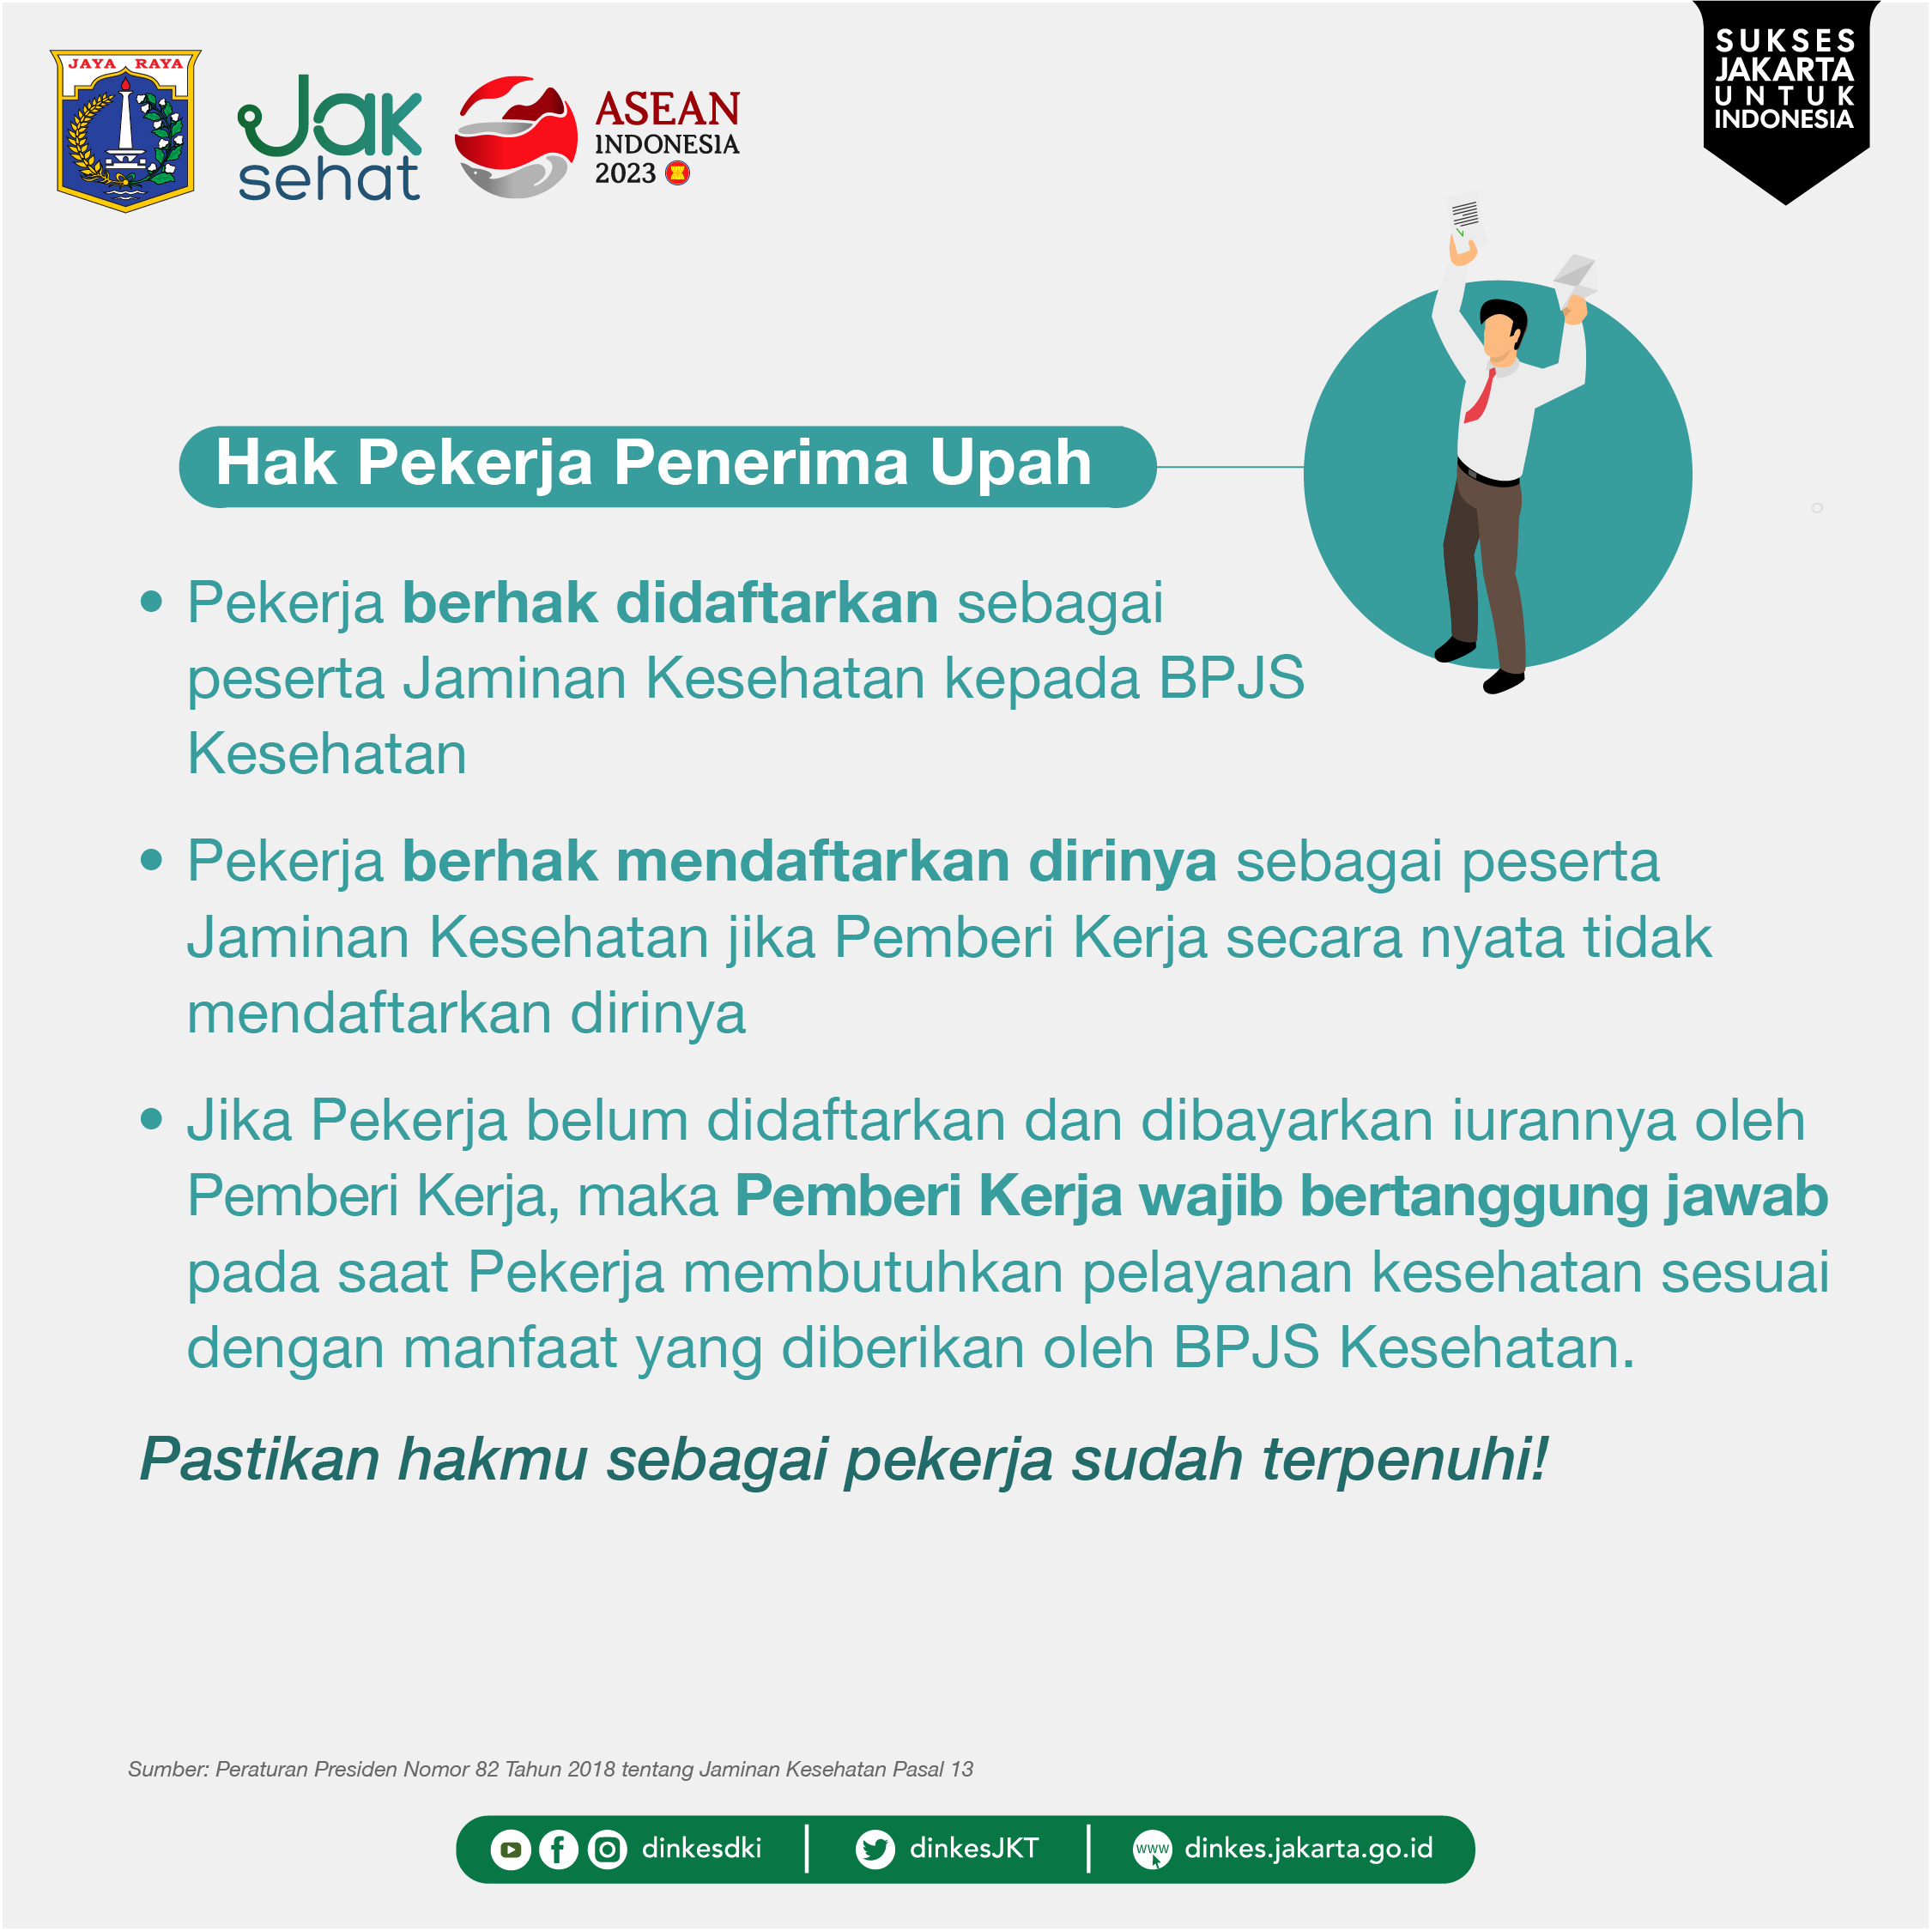 JAYA RAYA
Jak
sehat
ASEAN
INDONESIA
2023
SUKSES
JAKARTA
UNTUK
INDONESIA
Hak Pekerja Penerima Upah
• Pekerja berhak didaftarkan sebagai
peserta Jaminan Kesehatan kepada BPJS
Kesehatan
• Pekerja berhak mendaftarkan dirinya sebagai peserta
Jaminan Kesehatan jika Pemberi Kerja secara nyata tidak
mendaftarkan dirinya
• Jika Pekerja belum didaftarkan dan dibayarkan iurannya oleh
Pemberi Kerja, maka Pemberi Kerja wajib bertanggung jawab
pada saat Pekerja membutuhkan pelayanan kesehatan sesuai
dengan manfaat yang diberikan oleh BPJS Kesehatan.
Pastikan hakmu sebagai pekerja sudah terpenuhi!
Sumber: Peraturan Presiden Nomor 82 Tahun 2018 tentang Jaminan Kesehatan Pasal 13
dinkesdki | dinkesJKT | www dinkes.jakarta.go.id